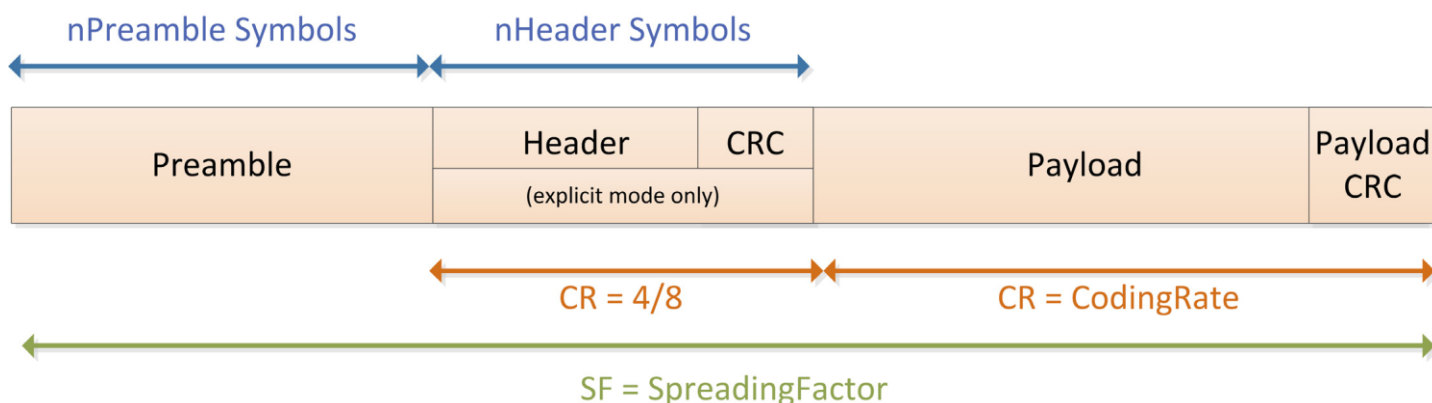 nPreamble Symbols
nHeader Symbols
Preamble
Header
CRC
(explicit mode only)
Payload
Payload
CRC
CR = 4/8
CR = CodingRate
SF = SpreadingFactor